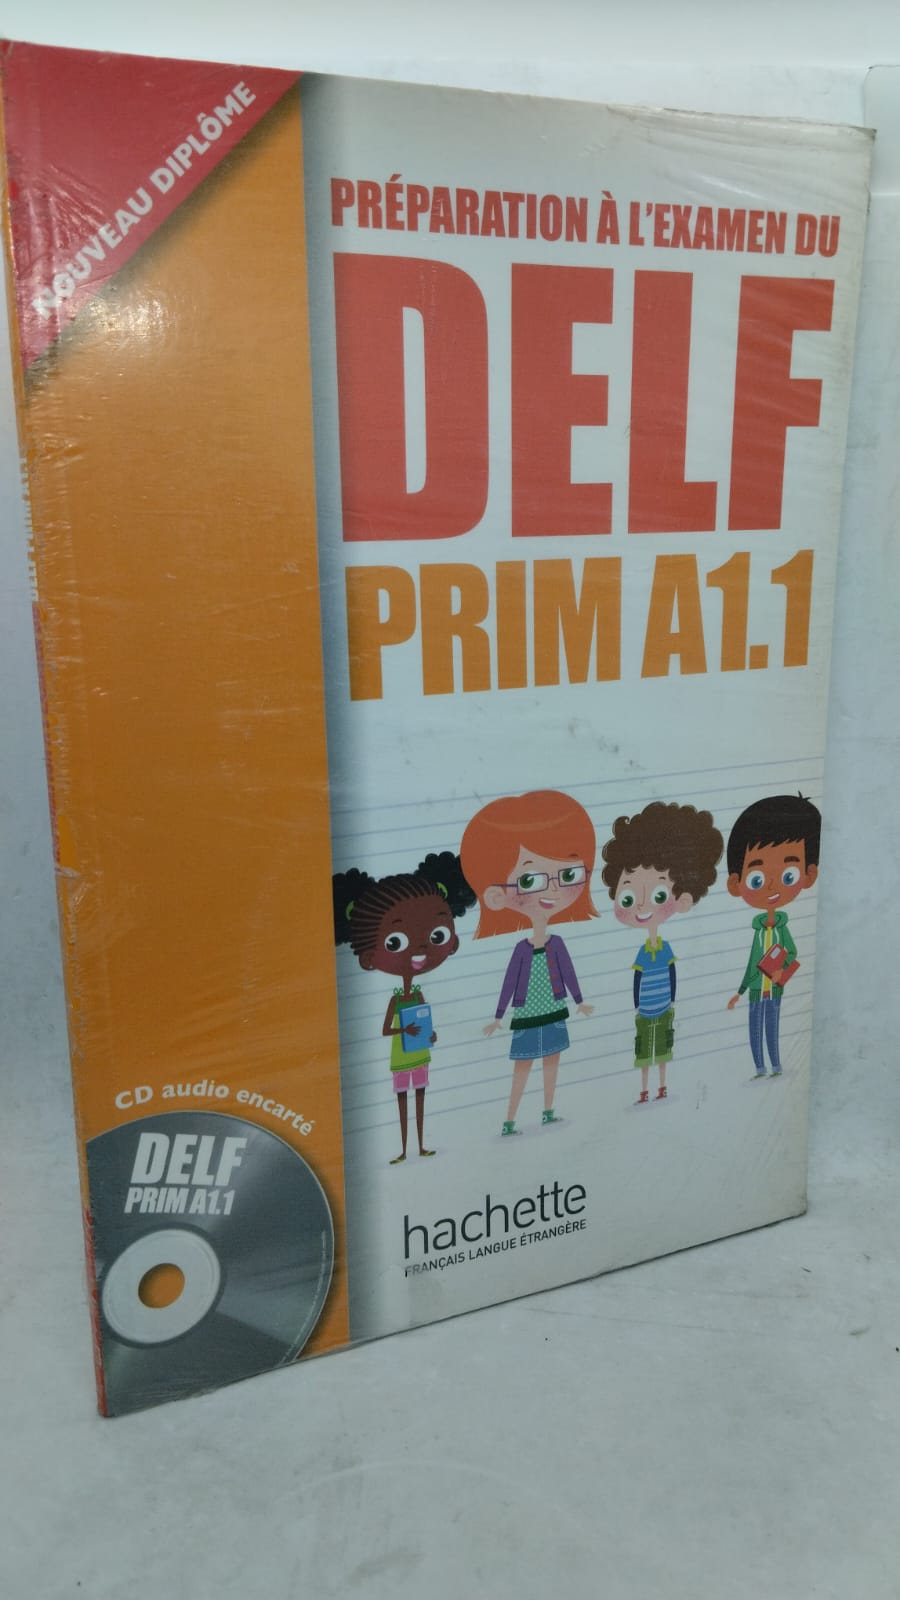 NOUVEAU DIPLÔME
PRÉPARATION À L'EXAMEN DU
DELF
PRIM A1.1
CD audio encarté
DELF
PRIM A1.1
hachette
FRANÇAIS LANGUE ÉTRANGÈRE